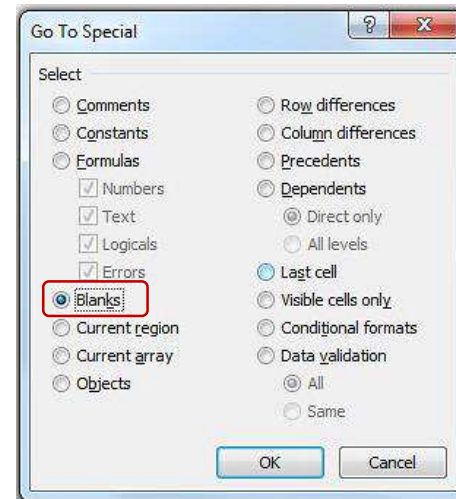 Go To Special
Select
Comments
Constants
Formulas
Numbers
Text
Logicals
Errors
Blanks
Current region
Current array
Objects
Row differences
Column differences
Precedents
Dependents
Direct only
All levels
Last cell
Visible cells only
Conditional formats
Data validation
All
Same
OK
Cancel